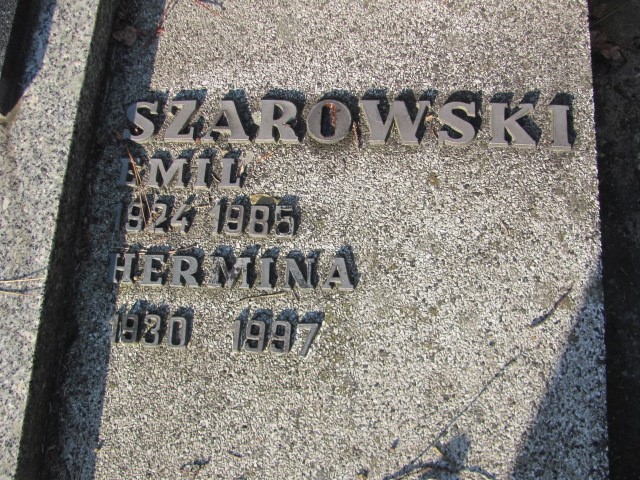 SZAROWSKI
EMIL
1924 1985
HERMINA
1930 1997